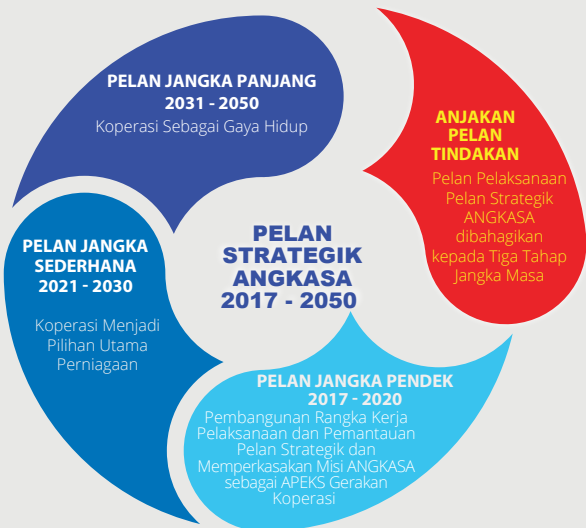 PELAN STRATEGIK
ANGKASA
2017 - 2050
ANJAKAN
PELAN
TINDAKAN
Pelan Pelaksanaan
Pelan Strategik
ANGKASA
dibahagikan
kepada Tiga Tahap
Jangka Masa
PELAN JANGKA PENDEK
2017 - 2020
Pembangunan Rangka Kerja
Pelaksanaan dan Pemantauan
Pelan Strategik dan
Memperkasakan Misi ANGKASA
sebagai APEKS Gerakan
Koperasi
PELAN JANGKA
SEDERHANA
2021 - 2030
Koperasi Menjadi
Pilihan Utama
Perniagaan
PELAN JANGKA PANJANG
2031 - 2050
Koperasi Sebagai Gaya Hidup